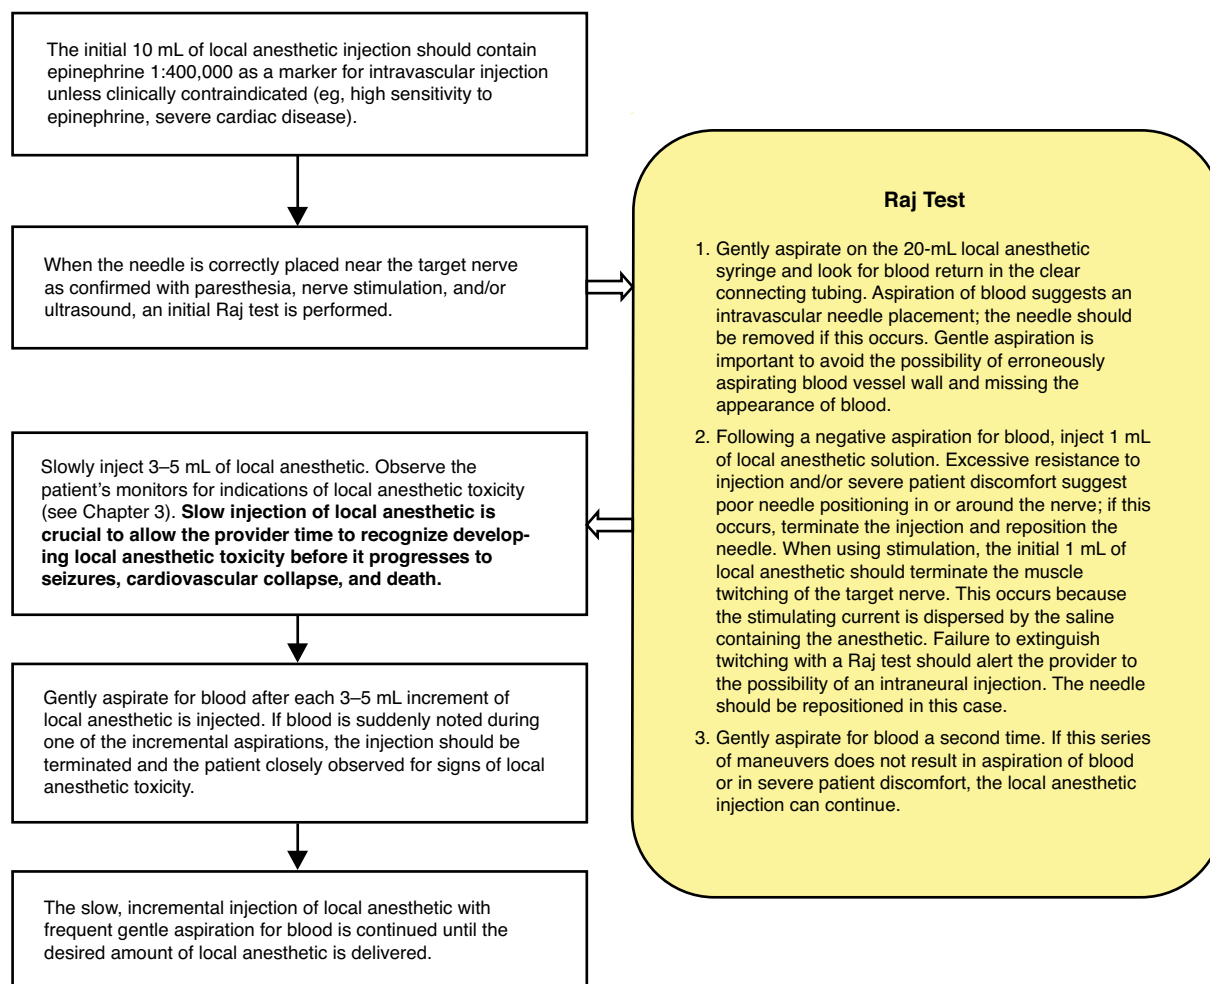 The initial 10 mL of local anesthetic injection should contain
epinephrine 1:400,000 as a marker for intravascular injection
unless clinically contraindicated (eg, high sensitivity to
epinephrine, severe cardiac disease).
When the needle is correctly placed near the target nerve
as confirmed with paresthesia, nerve stimulation, and/or
ultrasound, an initial Raj test is performed.
Raj Test
1. Gently aspirate on the 20-mL local anesthetic
syringe and look for blood return in the clear
connecting tubing. Aspiration of blood suggests an
intravascular needle placement; the needle should
be removed if this occurs. Gentle aspiration is
important to avoid the possibility of erroneously
aspirating blood vessel wall and missing the
appearance of blood.
2. Following a negative aspiration for blood, inject 1 mL
of local anesthetic solution. Excessive resistance to
injection and/or severe patient discomfort suggest
poor needle positioning in or around the nerve; if this
occurs, terminate the injection and reposition the
needle. When using stimulation, the initial 1 mL of
local anesthetic should terminate the muscle
twitching of the target nerve. This occurs because
the stimulating current is dispersed by the saline
containing the anesthetic. Failure to extinguish
twitching with a Raj test should alert the provider to
the possibility of an intraneural injection. The needle
should be repositioned in this case.
3. Gently aspirate for blood a second time. If this series
of maneuvers does not result in aspiration of blood
or in severe patient discomfort, the local anesthetic
injection can continue.
Slowly inject 3–5 mL of local anesthetic. Observe the
patient’s monitors for indications of local anesthetic toxicity
(see Chapter 3). Slow injection of local anesthetic is
crucial to allow the provider time to recognize develop-
ing local anesthetic toxicity before it progresses to
seizures, cardiovascular collapse, and death.
Gently aspirate for blood after each 3–5 mL increment of
local anesthetic is injected. If blood is suddenly noted during
one of the incremental aspirations, the injection should be
terminated and the patient closely observed for signs of local
anesthetic toxicity.
The slow, incremental injection of local anesthetic with
frequent gentle aspiration for blood is continued until the
desired amount of local anesthetic is delivered.